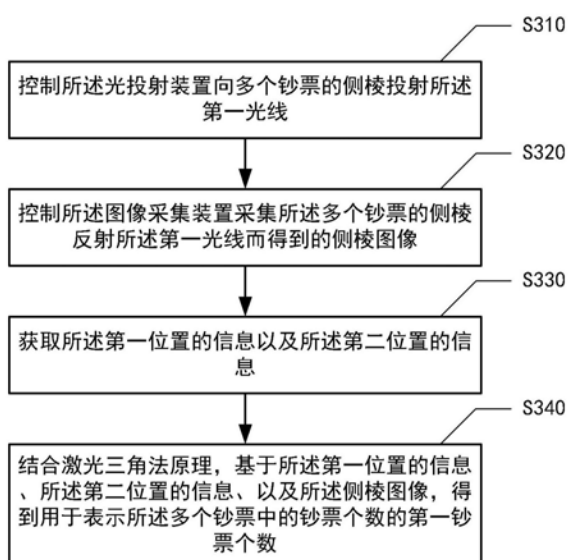 S310
控制所述光投射装置向多个钞票的侧棱投射所述
第一光线
S320
控制所述图像采集装置采集所述多个钞票的侧棱
反射所述第一光线而得到的侧棱图像
S330
获取所述第一位置的信息以及所述第二位置的信
息
S340
结合激光三角法原理，基于所述第一位置的信息
、所述第二位置的信息、以及所述侧棱图像，得
到用于表示所述多个钞票中的钞票个数的第一钞
票个数